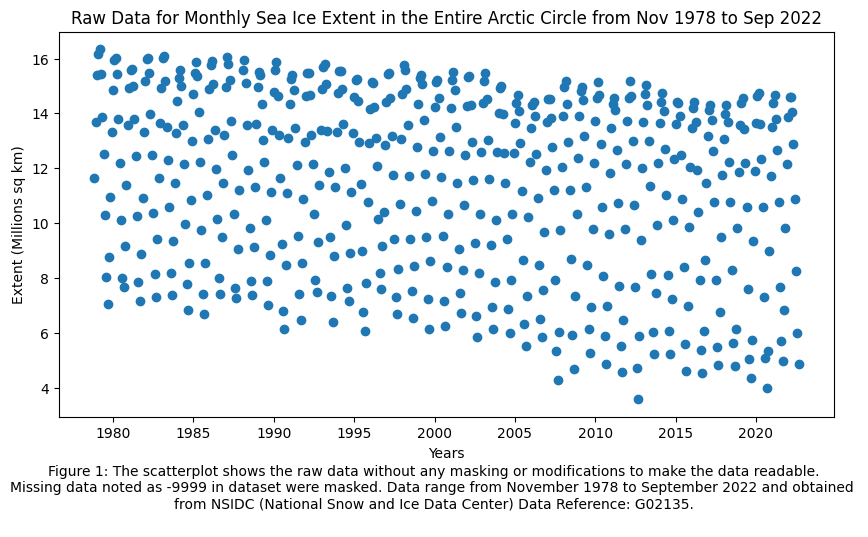 Raw Data for Monthly Sea Ice Extent in the Entire Arctic Circle from Nov 1978 to Sep 2022
Extent (Millions sq km)
16
14
12
10
8
6
4
1980 1985 1990 1995 2000 2005 2010 2015 2020
Years
Figure 1: The scatterplot shows the raw data without any masking or modifications to make the data readable.
Missing data noted as -9999 in dataset were masked. Data range from November 1978 to September 2022 and obtained
from NSIDC (National Snow and Ice Data Center) Data Reference: G02135.